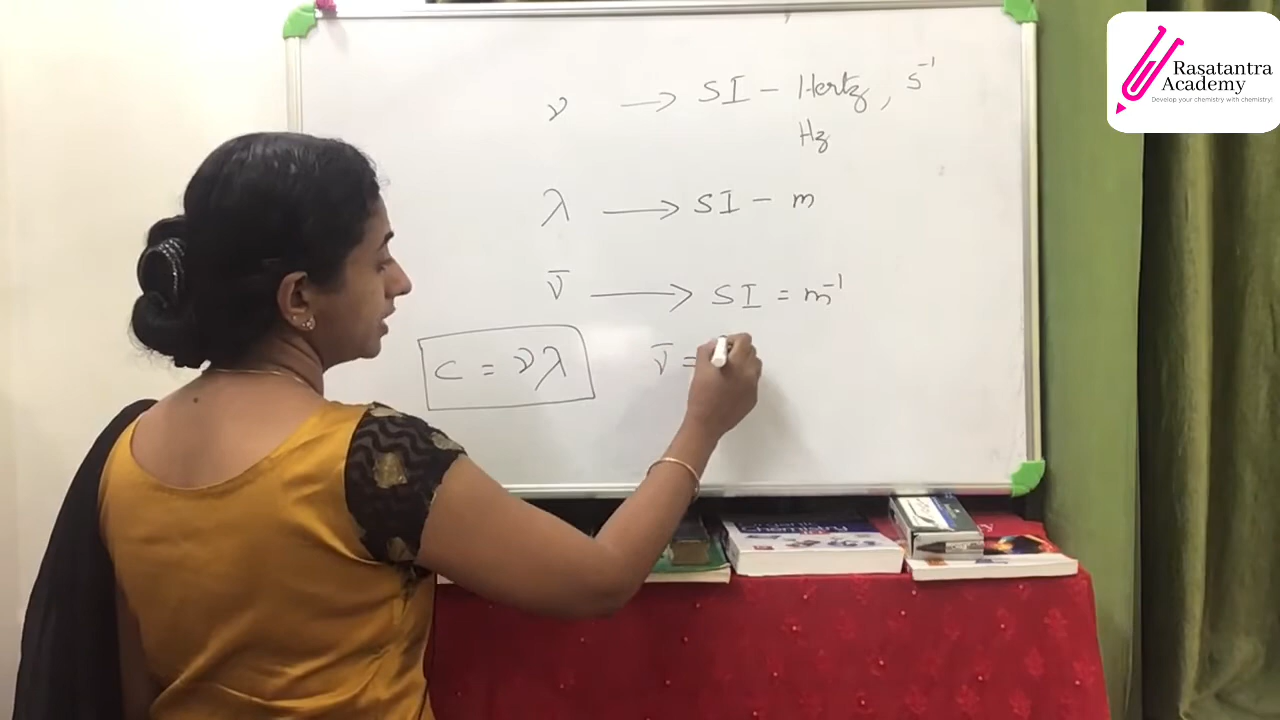 ν → SI – Hertz, s⁻¹
Hz
λ → SI – m
ν̅ → SI = m⁻¹
C = νλ
ν̅ =
Rasatantra
Academy
Develop your chemistry with chemistry!
chemistry